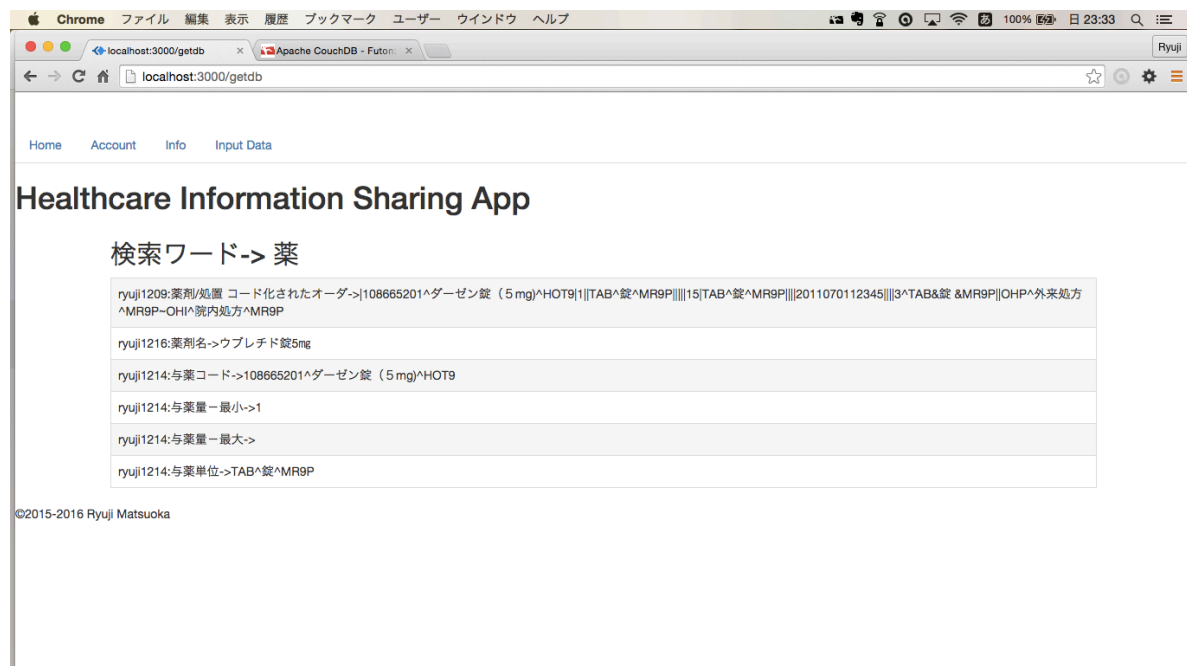 Chrome ファイル 編集 表示 履歴 ブックマーク ユーザー ウインドウ ヘルプ 100% 日 23:33
localhost:3000/getdb × Apache CouchDB - Futon: × Ryuji
localhost:3000/getdb
Home Account Info Input Data
Healthcare Information Sharing App
検索ワード-> 薬
ryuji1209:薬剤/処置 コード化されたオーダ->|108665201^ダーゼン錠（５mg)^HOT9|1||TAB^錠^MR9P|||||15|TAB^錠^MR9P||||2011070112345||||3^TAB&錠 &MR9P||OHP^外来処方
^MR9P~OHI^院内処方^MR9P
ryuji1216:薬剤名->ウブレチド錠5㎎
ryuji1214:与薬コード->108665201^ダーゼン錠（５mg)^HOT9
ryuji1214:与薬量－最小->1
ryuji1214:与薬量－最大->
ryuji1214:与薬単位->TAB^錠^MR9P
©2015-2016 Ryuji Matsuoka